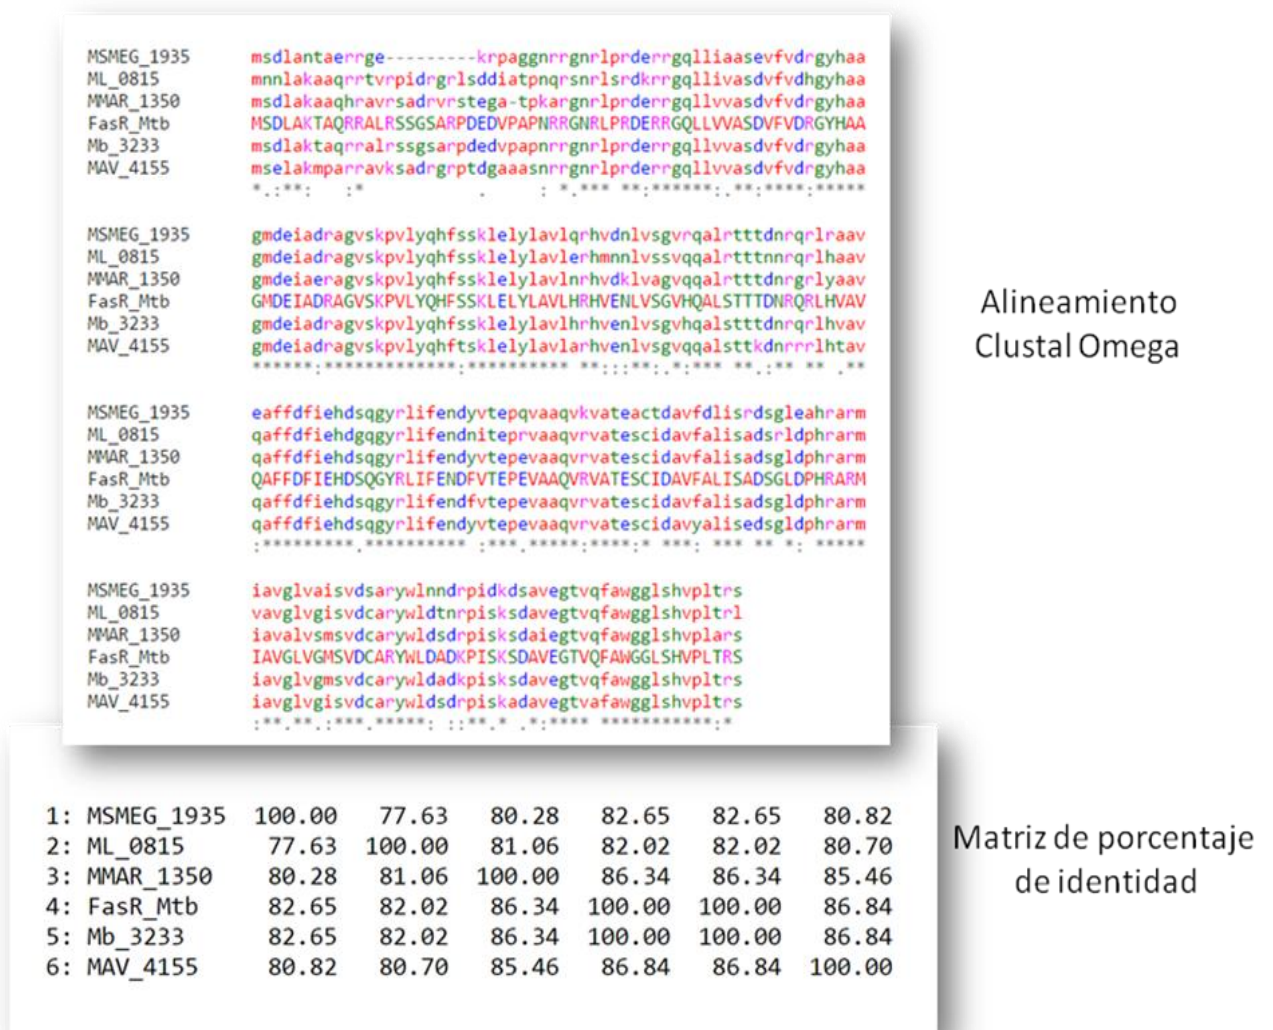 MSMEG_1935 msdlantaerrge---------krpaggnrrgnrlprderrgqlliaasevfvdrgyhaa
ML_0815 mnnlakaaqrrtvrpidrgrlsddiatpnqrsnrlsrdkrrgqllivasdvfvdhgyhaa
MMAR_1350 msdlakaaqhravrsadrvrstega-tpkargnrlprderrgqllvvasdvfvdrgyhaa
FasR_Mtb MSDLAKTAQRRALRSSGSARPDEDVPAPNRRGNRLPRDERRGQLLVVASDVFVDRGYHAA
Mb_3233 msdlaktaqrralrssgsarpdedvpapnrrgnrlprderrgqllvvasdvfvdrgyhaa
MAV_4155 mselakmparravksadrgrptdgaaasnrrgnrlprderrgqllvvasdvfvdrgyhaa
MSMEG_1935 gmdeiadragvskpvlyqhfssklelylavlqrhvdnlvsgvrqalrtttdnrqrlraav
ML_0815 gmdeiadragvskpvlyqhfssklelylavlerhmnnlvssvqqalrtttnnrqrlhaav
MMAR_1350 gmdeiaeragvskpvlyqhfssklelylavlnrhvdklvagvqqalrtttdnrgrlyaav
FasR_Mtb GMDEIADRAGVSKPVLYQHFSSKLELYLAVLHRHVENLVSGVHQALSTTTDNRQRLHVAV
Mb_3233 gmdeiadragvskpvlyqhfssklelylavlhrhvenlvsgvhqalstttdnrqrlhvav
MAV_4155 gmdeiadragvskpvlyqhftsklelylavlarhvenlvsgvqqalsttkdnrrrlhtav
MSMEG_1935 eaffdfiehdsqgyrlifendyvtepqvaaqvkvateactdavfdlisrdsgleahrarm
ML_0815 qaffdfiehdgqgyrlifendniteprvaaqvrvatescidavfalisadsrldphrarm
MMAR_1350 qaffdfiehdsqgyrlifendyvtepevaaqvrvatescidavfalisadsgldphrarm
FasR_Mtb QAFFDFIEHDSQGYRLIFENDFVTEPEVAAQVRVATESCIDAVFALISADSGLDPHRARM
Mb_3233 qaffdfiehdsqgyrlifendfvtepevaaqvrvatescidavfalisadsgldphrarm
MAV_4155 qaffdfiehdsqgyrlifendyvtepevaaqvrvatescidavyalisedsgldphrarm
MSMEG_1935 iavglvaisvdsarywlnndrpidkdsavegtvqfawgglshvpltrs
ML_0815 vavglvgisvdcarywldtnrpisksdavegtvqfawgglshvpltrl
MMAR_1350 iavalvsmsvdcarywldsdrpisksdaiegtvqfawgglshvplars
FasR_Mtb IAVGLVGMSVDCARYWLDADKPISKSDAVEGTVQFAWGGLSHVPLTRS
Mb_3233 iavglvgmsvdcarywldadkpisksdavegtvqfawgglshvpltrs
MAV_4155 iavglvgisvdcarywldsdrpiskadavegtvafawgglshvpltrs
Alineamiento
Clustal Omega
1: MSMEG_1935 100.00 77.63 80.28 82.65 82.65 80.82
2: ML_0815 77.63 100.00 81.06 82.02 82.02 80.70
3: MMAR_1350 80.28 81.06 100.00 86.34 86.34 85.46
4: FasR_Mtb 82.65 82.02 86.34 100.00 100.00 86.84
5: Mb_3233 82.65 82.02 86.34 100.00 100.00 86.84
6: MAV_4155 80.82 80.70 85.46 86.84 86.84 100.00
Matriz de porcentaje
de identidad